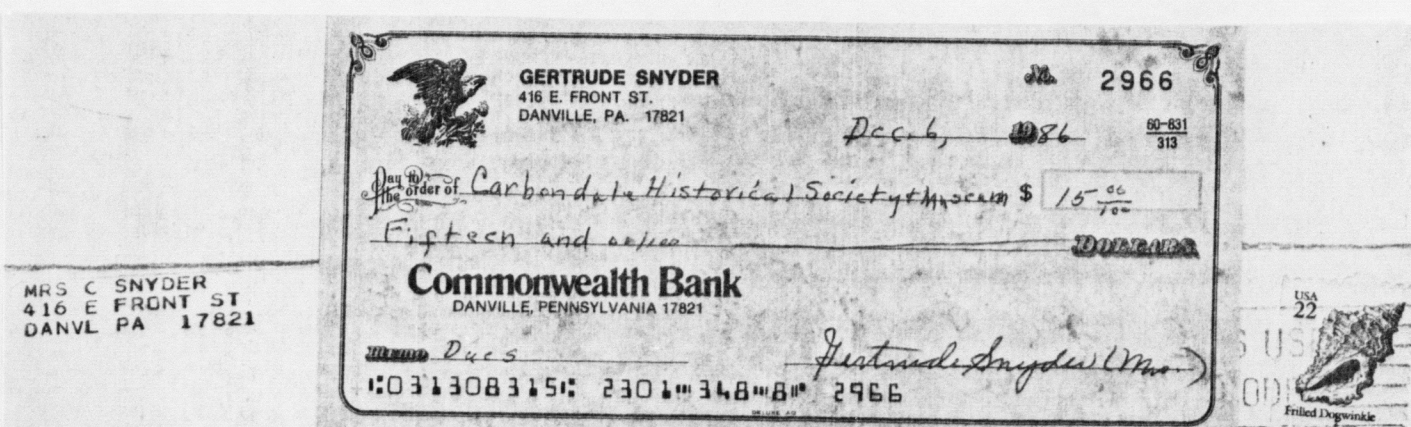 GERTRUDE SNYDER
416 E. FRONT ST.
DANVILLE, PA. 17821
No. 2966
Dec. 6, 1986
60-831
313
Pay to the order of Carbondale Historical Society & Museum $ 15 00/100
Fifteen and 00/100 DOLLARS
Commonwealth Bank
DANVILLE, PENNSYLVANIA 17821
MEMO Dues
Gertrude Snyder (Mrs.)
⑆031308315⑆ 2301⑈348⑈8⑈ 2966
DELUXE
MRS C SNYDER
416 E FRONT ST
DANVL PA 17821
USA
22
Frilled Dogwinkle